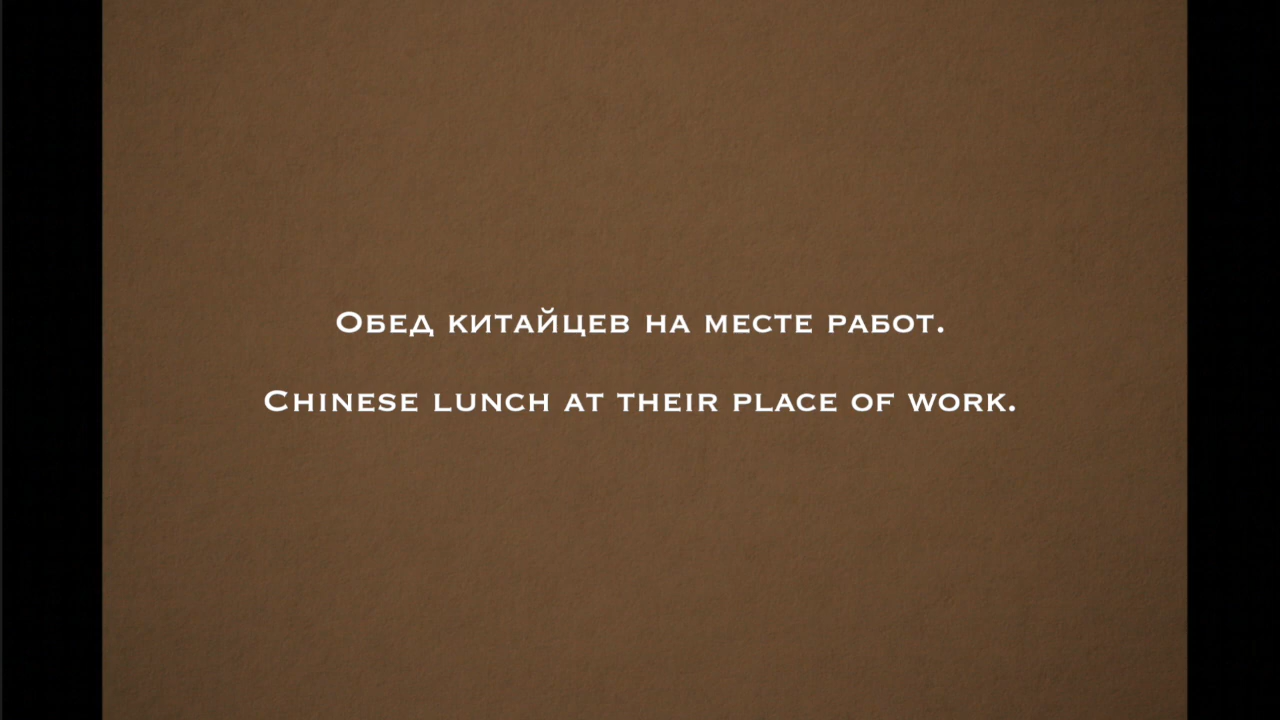 Обед китайцев на месте работ.
Chinese lunch at their place of work.